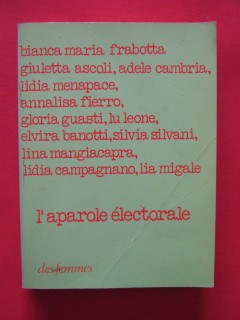 bianca maria frabotta
giuletta ascoli, adele cambria,
lidia menapace,
annalisa fierro,
gloria guasti, lu leone,
elvira banotti, silvia silvani,
lina mangiacapra,
lidia campagnano, lia migale
l'aparole électorale
des femmes